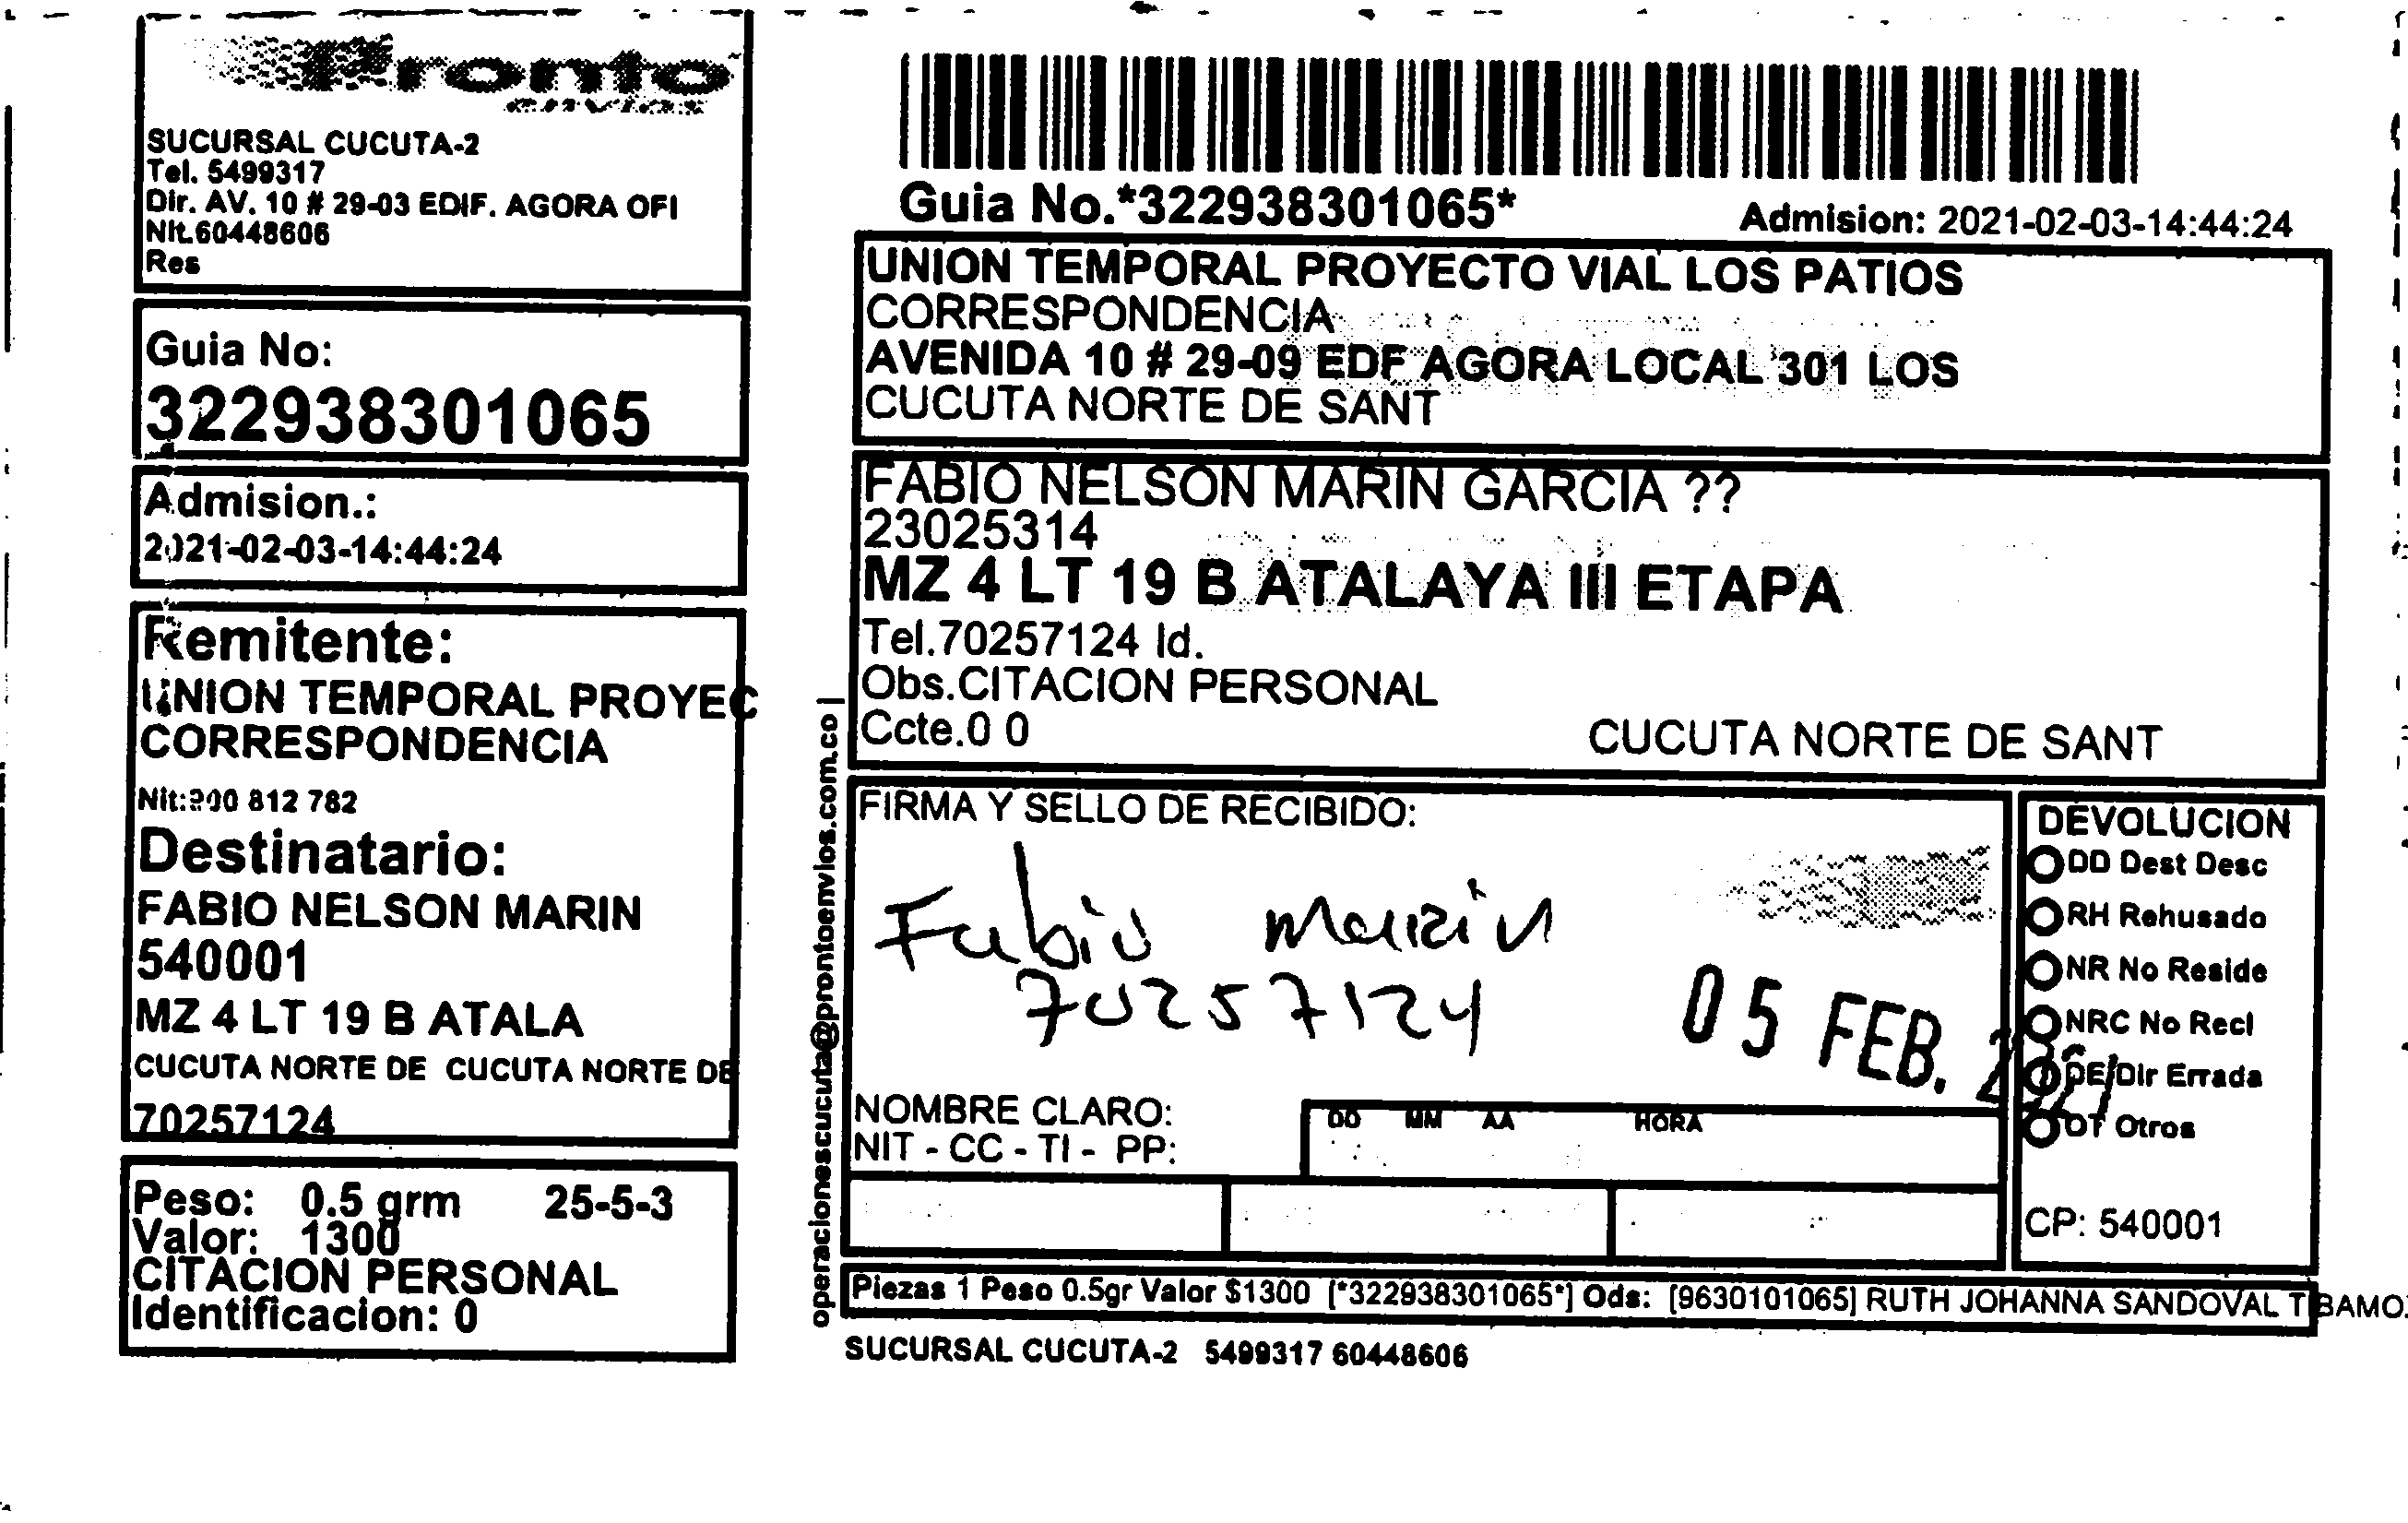 Pronto
envios
SUCURSAL CUCUTA-2
Tel. 5499317
Dir. AV. 10 # 29-03 EDIF. AGORA OFI
Nit.60448606
Res
Guia No:
322938301065
Admision.:
2021-02-03-14:44:24
Remitente:
UNION TEMPORAL PROYEC
CORRESPONDENCIA
Nit: 812 782
Destinatario:
FABIO NELSON MARIN
540001
MZ 4 LT 19 B ATALA
CUCUTA NORTE DE CUCUTA NORTE DE
70257124
Peso: 0.5 grm 25-5-3
Valor: 1300
CITACION PERSONAL
Identificacion: 0
operacionescucuta@prontoenvios.com.co |
Guia No.*322938301065*
Admision: 2021-02-03-14:44:24
UNION TEMPORAL PROYECTO VIAL LOS PATIOS
CORRESPONDENCIA
AVENIDA 10 # 29-09 EDF AGORA LOCAL 301 LOS
CUCUTA NORTE DE SANT
FABIO NELSON MARIN GARCIA ??
23025314
MZ 4 LT 19 B ATALAYA III ETAPA
Tel.70257124 Id.
Obs.CITACION PERSONAL
Ccte.0 0
CUCUTA NORTE DE SANT
FIRMA Y SELLO DE RECIBIDO:
Fabio Marin
70257124
05 FEB. 2021
NOMBRE CLARO:
NIT - CC - TI - PP:
DD MM AA HORA
DEVOLUCION
DD Dest Desc
RH Rehusado
NR No Reside
NRC No Recl
DE Dir Errada
OT Otros
CP: 540001
Piezas 1 Peso 0.5gr Valor $1300 [*322938301065*] Ods: [9630101065] RUTH JOHANNA SANDOVAL TIBAMO
SUCURSAL CUCUTA-2 5499317 60448606